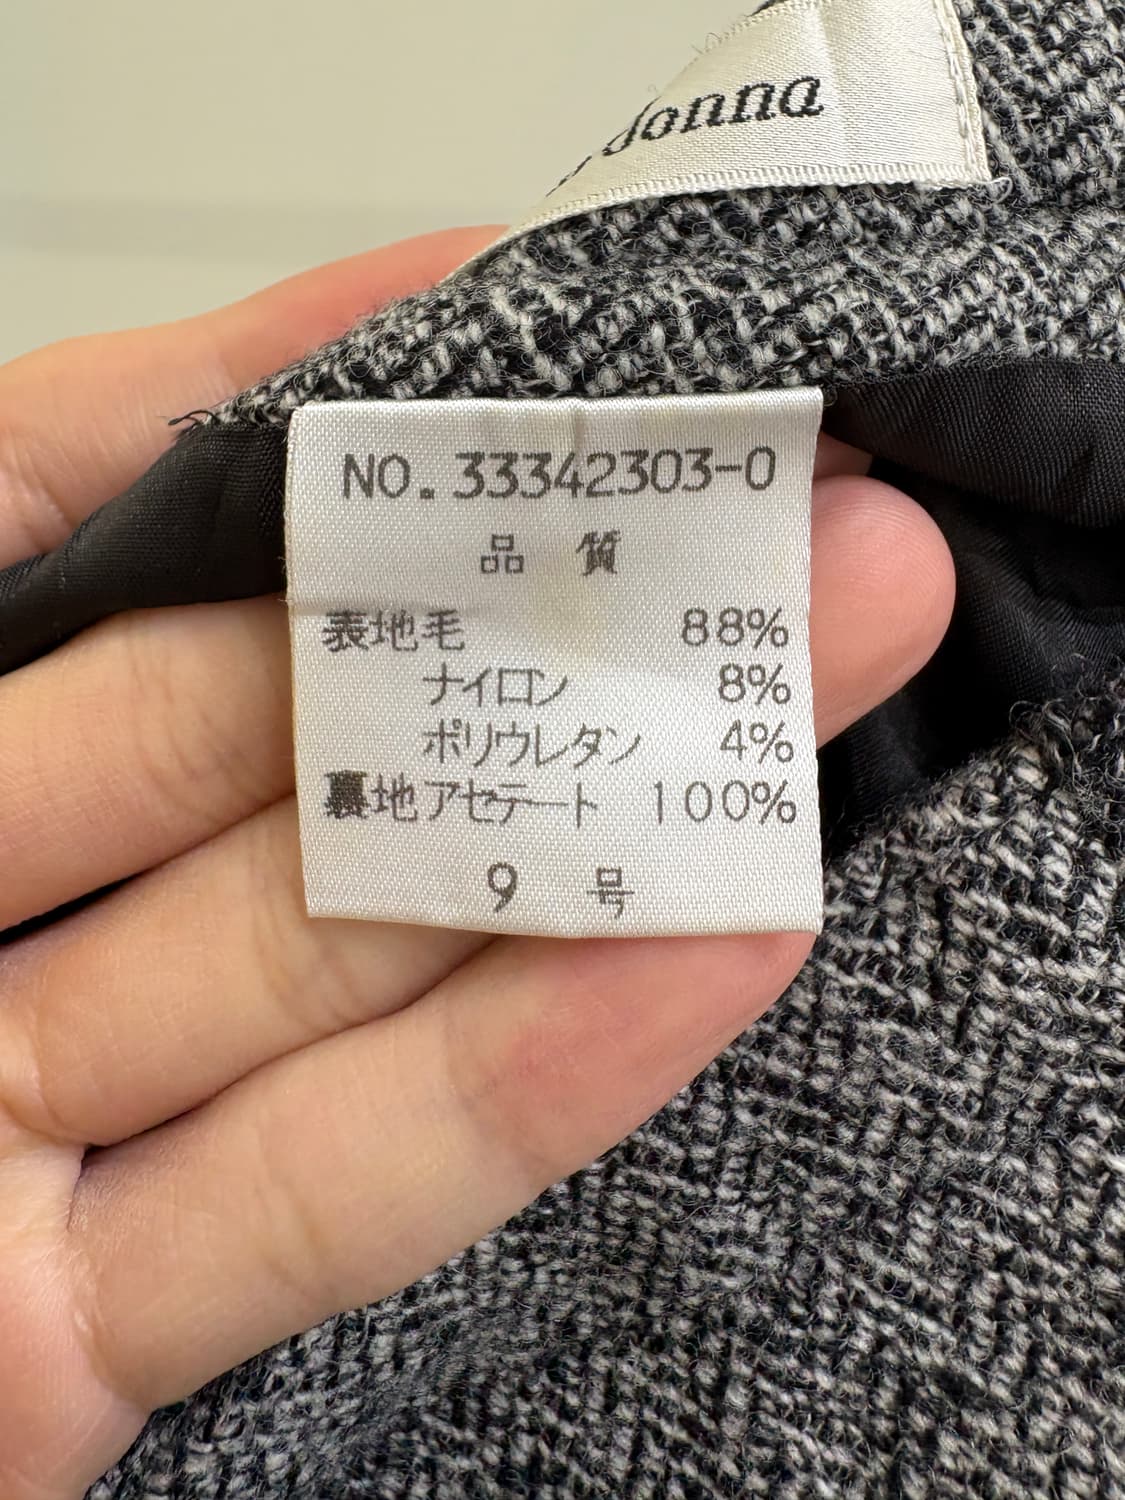 donna
NO.33342303-0
品 質
表地毛 88%
ナイロン 8%
ポリウレタン 4%
裏地アセテート 100%
9 号